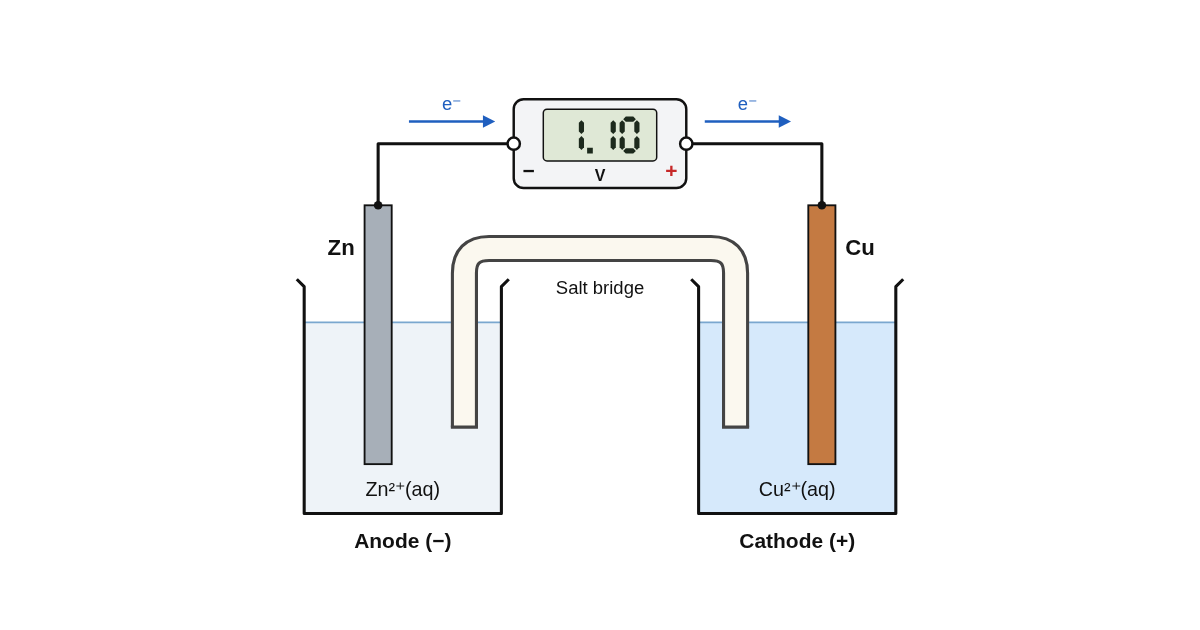 e⁻
e⁻
1.10
− V +
Zn
Cu
Salt bridge
Zn²⁺(aq)
Cu²⁺(aq)
Anode (−)
Cathode (+)